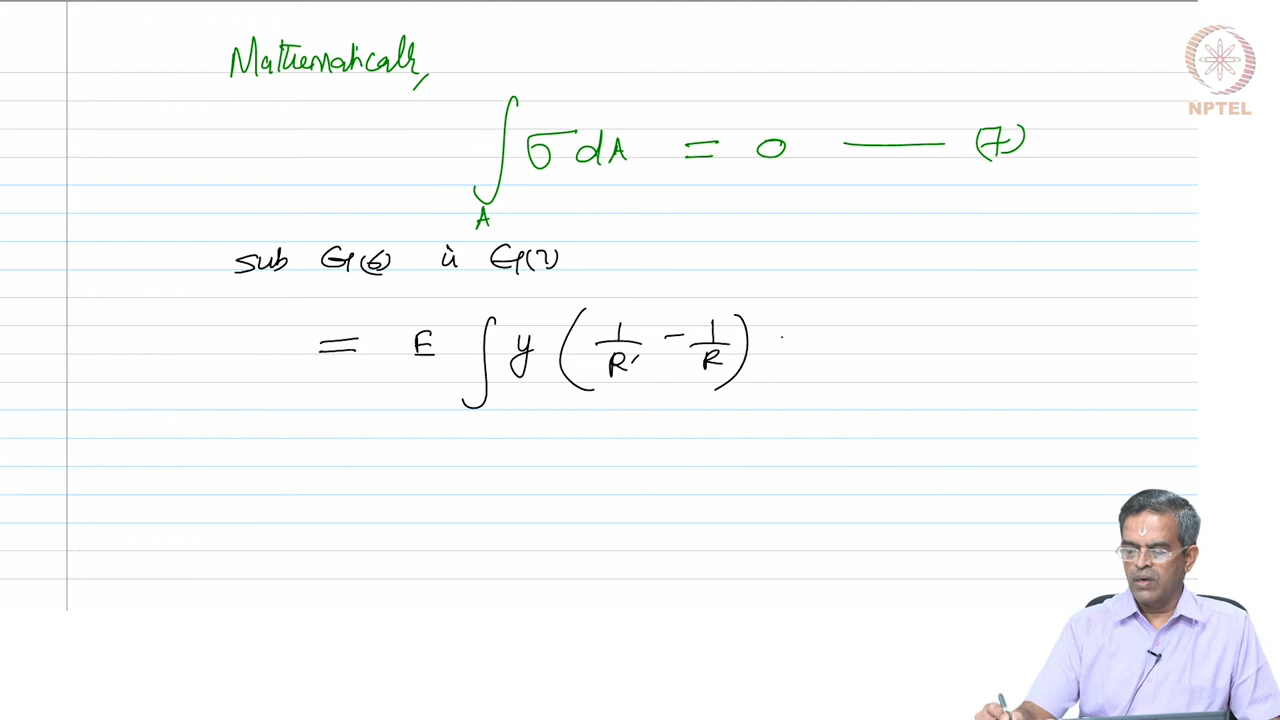 NPTEL
Mathematically,
∫_A σ dA = 0 —— (7)
sub Eq(6) in Eq(7)
= E ∫ y (1/R' - 1/R)